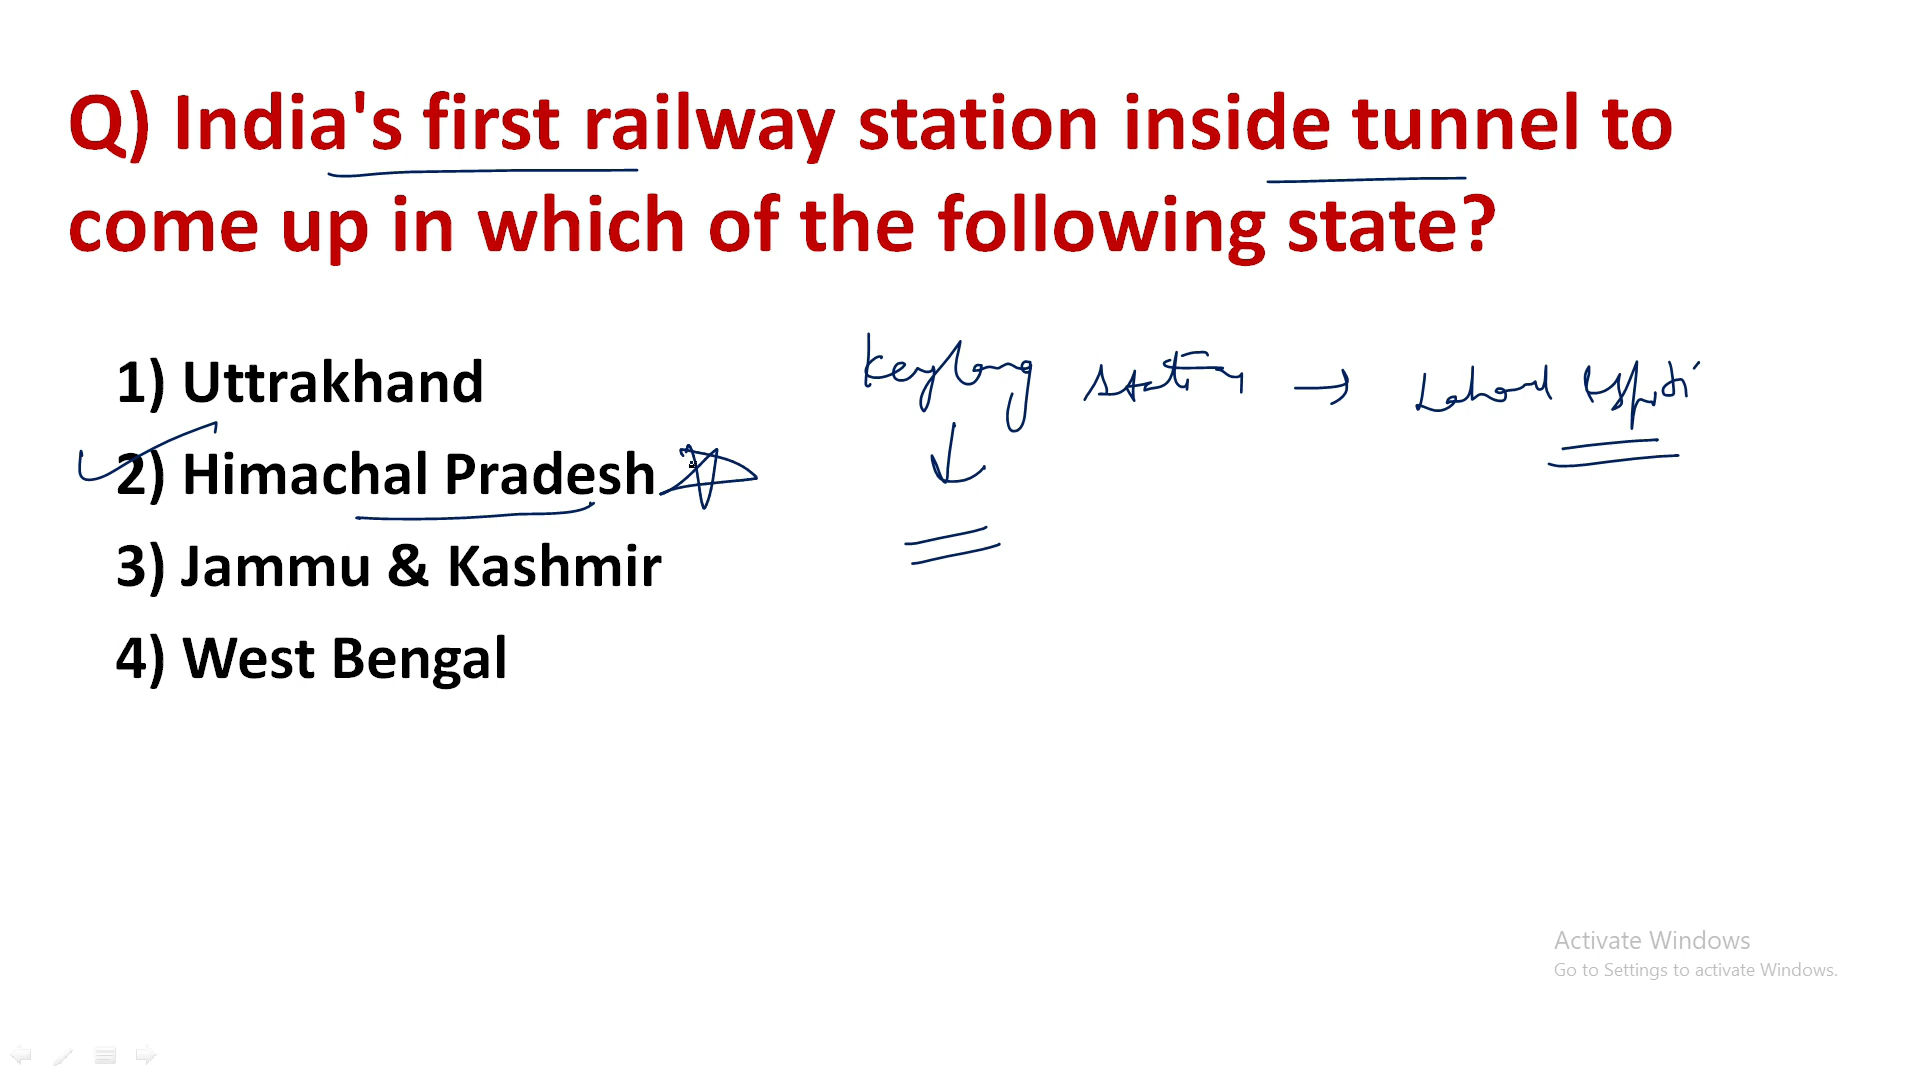 Q) India's first railway station inside tunnel to
come up in which of the following state?
1) Uttrakhand
Keylong station → Lahaul &spiti
2) Himachal Pradesh
3) Jammu & Kashmir
4) West Bengal
Activate Windows
Go to Settings to activate Windows.